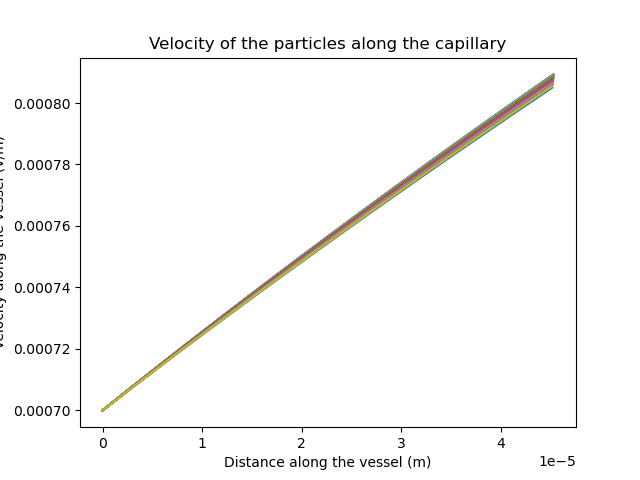 Velocity of the particles along the capillary
Velocity along the vessel (v/m)
0.00080
0.00078
0.00076
0.00074
0.00072
0.00070
0
1
2
3
4
1e−5
Distance along the vessel (m)